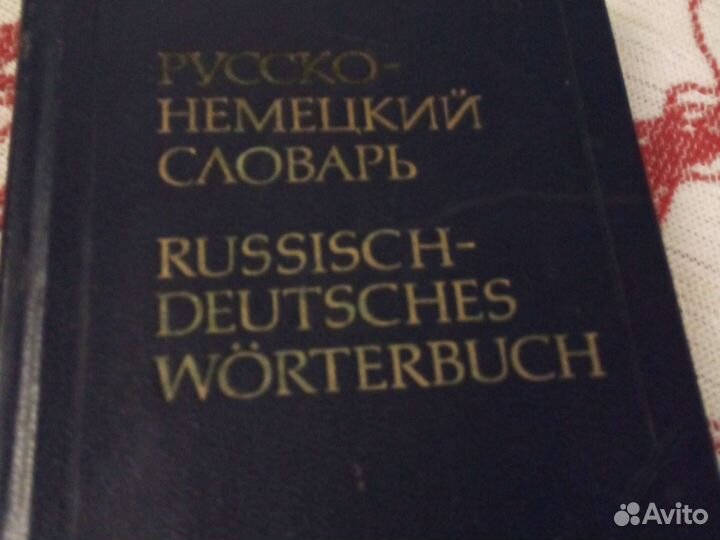 РУССКО-
НЕМЕЦКИЙ
СЛОВАРЬ
RUSSISCH-
DEUTSCHES
WÖRTERBUCH
Avito